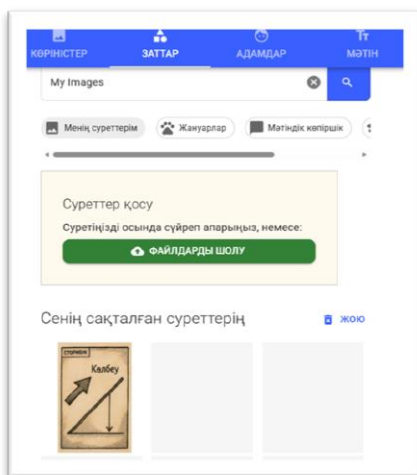 КӨРІНІСТЕР ЗАТТАР АДАМДАР МӘТІН
My Images
Менің суреттерім Жануарлар Мәтіндік көпіршік
Суреттер қосу
Суретіңізді осында сүйреп апарыңыз, немесе:
ФАЙЛДАРДЫ ШОЛУ
Сенің сақталған суреттерің ЖОЮ
Көлбеу